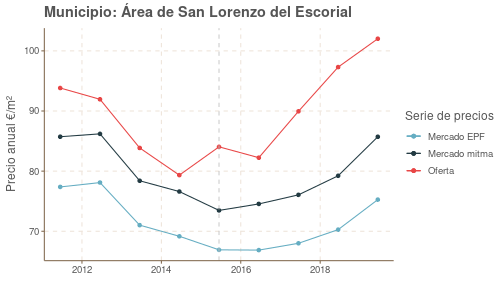 Municipio: Área de San Lorenzo del Escorial
Precio anual €/m²
100
90
80
70
2012
2014
2016
2018
Serie de precios
Mercado EPF
Mercado mitma
Oferta